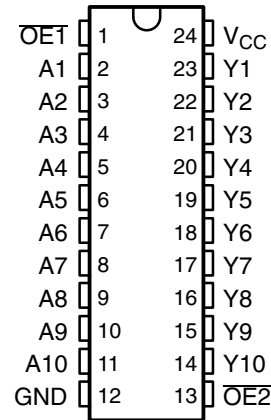 O̅E̅1̅ 1 24 VCC
A1 2 23 Y1
A2 3 22 Y2
A3 4 21 Y3
A4 5 20 Y4
A5 6 19 Y5
A6 7 18 Y6
A7 8 17 Y7
A8 9 16 Y8
A9 10 15 Y9
A10 11 14 Y10
GND 12 13 O̅E̅2̅